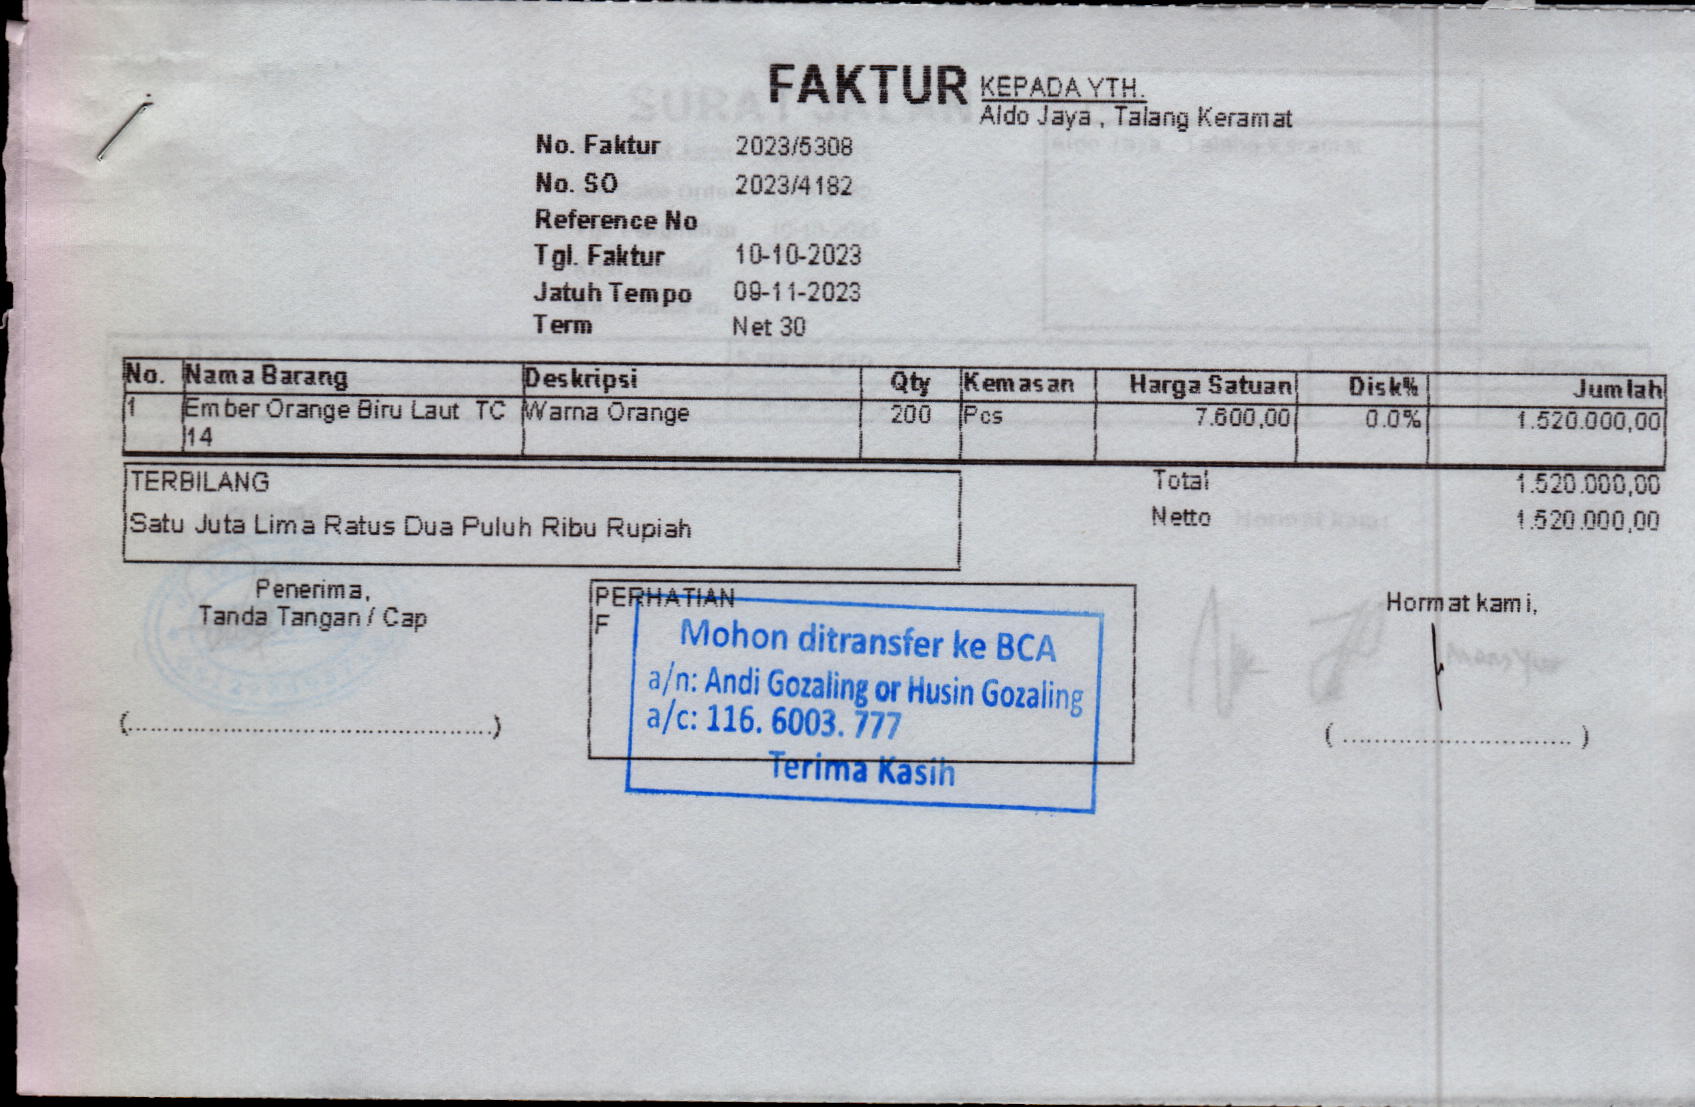 FAKTUR
KEPADA YTH.
Aldo Jaya , Talang Keramat
No. Faktur 2023/5308
No. SO 2023/4182
Reference No
Tgl. Faktur 10-10-2023
Jatuh Tempo 09-11-2023
Term Net 30
No. Nama Barang Deskripsi Qty Kemasan Harga Satuan Disk% Jumlah
1 Ember Orange Biru Laut TC Warna Orange 200 Pcs 7.600,00 0.0% 1.520.000,00
14
TERBILANG
Satu Juta Lima Ratus Dua Puluh Ribu Rupiah
Total 1.520.000,00
Netto 1.520.000,00
Penerima,
Tanda Tangan / Cap
(.................................................)
PERHATIAN
F
Mohon ditransfer ke BCA
a/n: Andi Gozaling or Husin Gozaling
a/c: 116. 6003. 777
Terima Kasih
Hormat kami,
( ............................... )